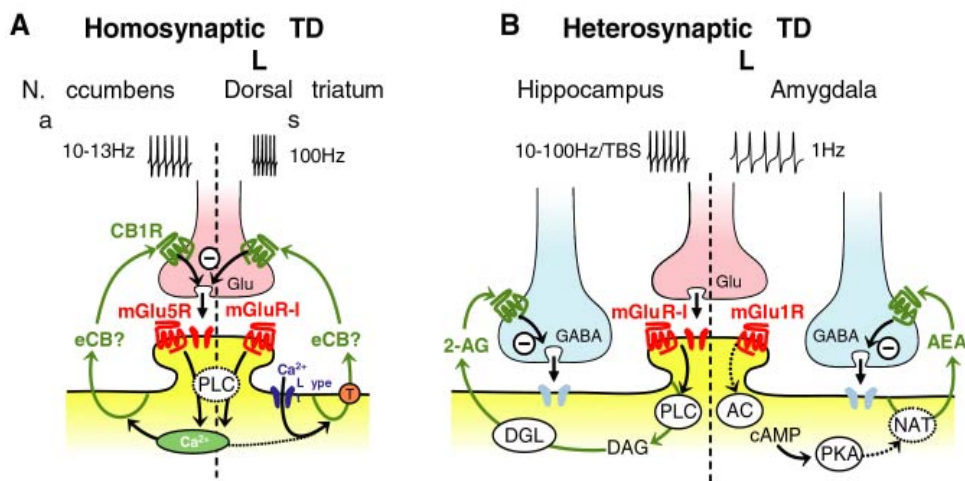 A Homosynaptic TD
L
N. ccumbens Dorsal triatum
a s
10-13Hz 100Hz
CB1R
Glu
mGlu5R mGluR-I
eCB? eCB?
Ca²⁺
L ype
t
PLC
T
Ca²⁺
B Heterosynaptic TD
L
Hippocampus Amygdala
10-100Hz/TBS 1Hz
Glu
mGluR-I mGlu1R
2-AG GABA GABA AEA
PLC AC NAT
DGL DAG cAMP PKA